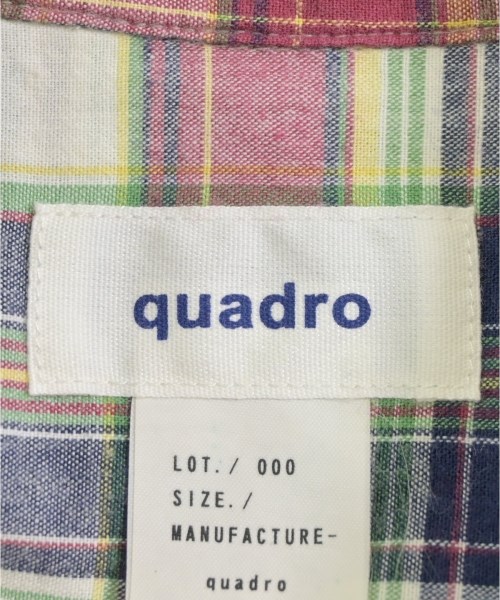 quadro
LOT./ 000
SIZE./
MANUFACTURE-
quadro